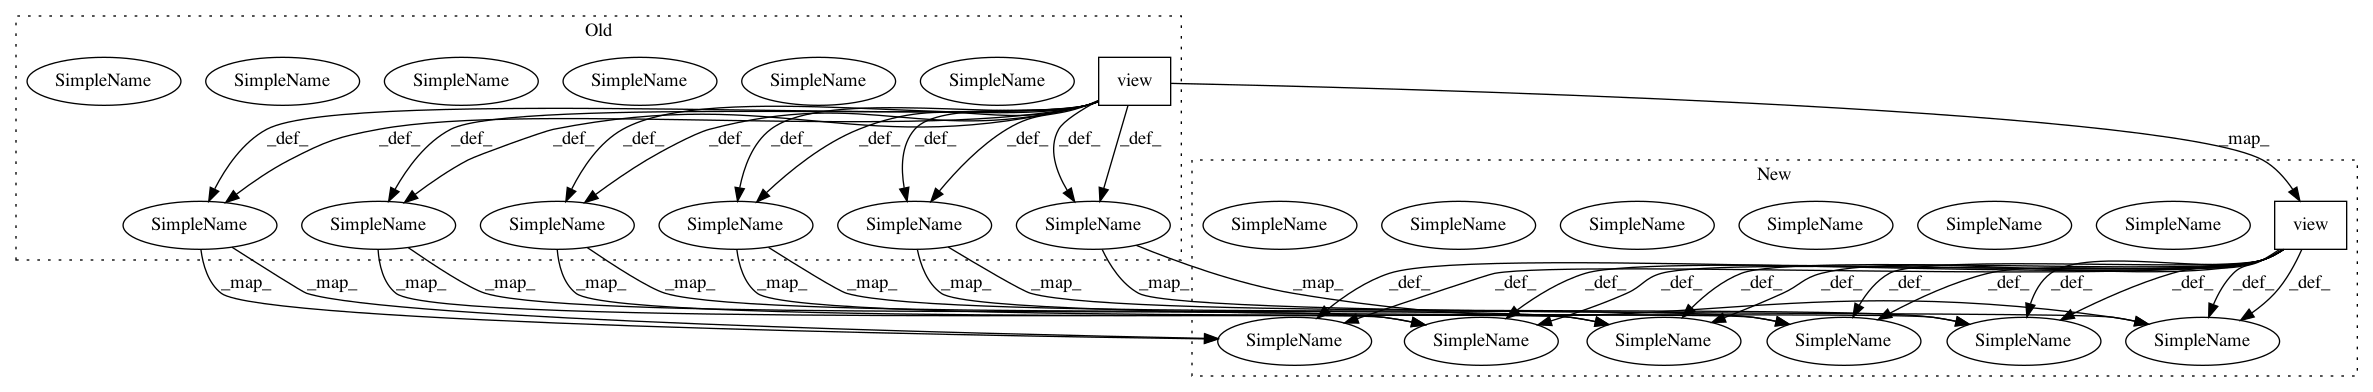 Old
SimpleName SimpleName SimpleName SimpleName SimpleName SimpleName view
_def_ _def_ _def_ _def_ _def_ _def_ _def_ _def_ _def_ _def_ _def_ _def_ _map_
New
SimpleName SimpleName SimpleName SimpleName SimpleName SimpleName SimpleName SimpleName SimpleName SimpleName SimpleName SimpleName view
_map_ _map_ _map_ _map_ _map_ _map_ _map_ _map_ _map_ _map_ _map_ _map_ _def_ _def_ _def_ _def_ _def_ _def_ _def_ _def_ _def_ _def_ _def_ _def_
SimpleName SimpleName SimpleName SimpleName SimpleName SimpleName